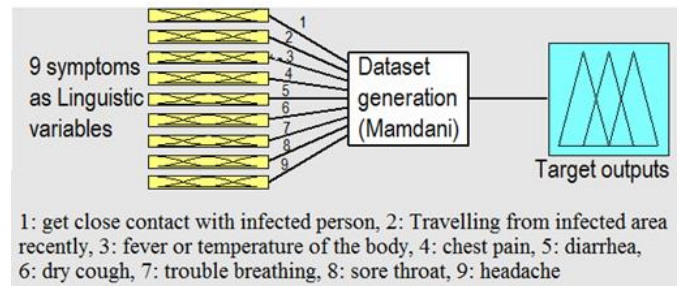 1
2
3
4
5
6
7
8
9
9 symptoms
as Linguistic
variables
Dataset
generation
(Mamdani)
Target outputs
1: get close contact with infected person, 2: Travelling from infected area
recently, 3: fever or temperature of the body, 4: chest pain, 5: diarrhea,
6: dry cough, 7: trouble breathing, 8: sore throat, 9: headache